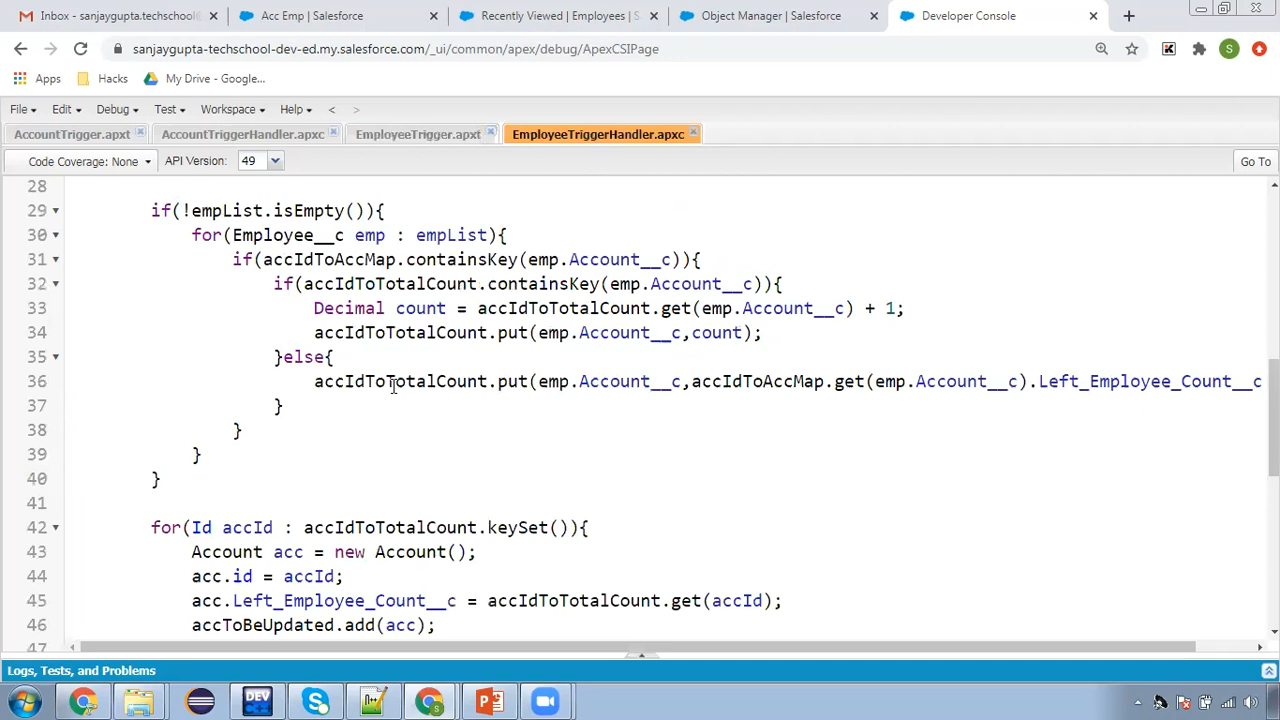 Inbox - sanjaygupta.techschool@
Acc Emp | Salesforce
Recently Viewed | Employees | S
Object Manager | Salesforce
Developer Console
sanjaygupta-techschool-dev-ed.my.salesforce.com/_ui/common/apex/debug/ApexCSIPage
S
Apps
Hacks
My Drive - Google...
File
Edit
Debug
Test
Workspace
Help
<
>
AccountTrigger.apxt
AccountTriggerHandler.apxc
EmployeeTrigger.apxt
EmployeeTriggerHandler.apxc
Code Coverage: None
API Version:
49
Go To
28
29 if(!empList.isEmpty()){
30 for(Employee__c emp : empList){
31 if(accIdToAccMap.containsKey(emp.Account__c)){
32 if(accIdToTotalCount.containsKey(emp.Account__c)){
33 Decimal count = accIdToTotalCount.get(emp.Account__c) + 1;
34 accIdToTotalCount.put(emp.Account__c,count);
35 }else{
36 accIdToTotalCount.put(emp.Account__c,accIdToAccMap.get(emp.Account__c).Left_Employee_Count__c
37 }
38 }
39 }
40 }
41
42 for(Id accId : accIdToTotalCount.keySet()){
43 Account acc = new Account();
44 acc.id = accId;
45 acc.Left_Employee_Count__c = accIdToTotalCount.get(accId);
46 accToBeUpdated.add(acc);
47
Logs, Tests, and Problems
DEV